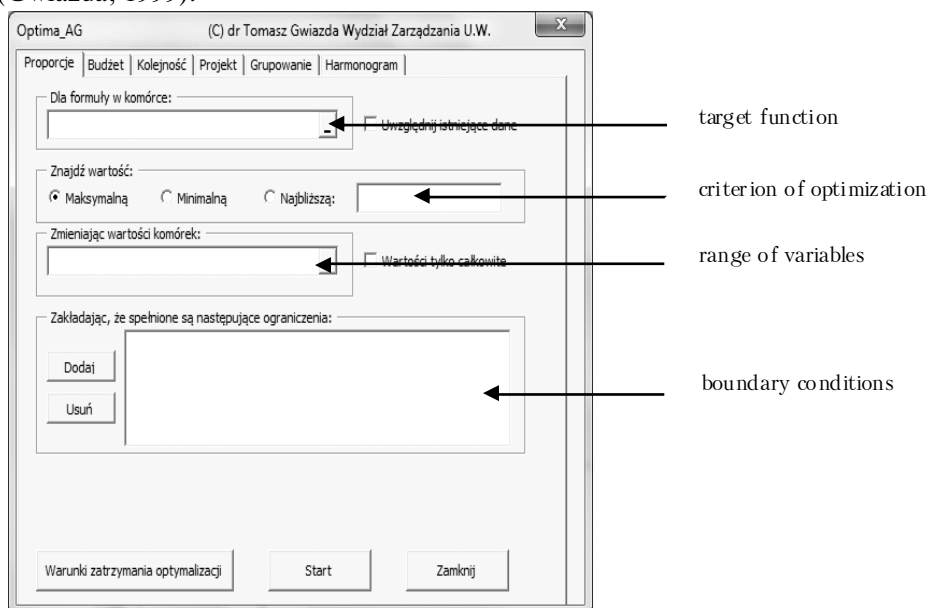 (Gwiazda, 1999).
Optima_AG (C) dr Tomasz Gwiazda Wydział Zarządzania U.W. X
Proporcje Budżet Kolejność Projekt Grupowanie Harmonogram
Dla formuły w komórce:
Uwzględnij istniejące dane
target function
Znajdź wartość:
Maksymalną Minimalną Najbliższą:
criterion of optimization
Zmieniając wartości komórek:
Wartości tylko całkowite
range of variables
Zakładając, że spełnione są następujące ograniczenia:
Dodaj
Usuń
boundary conditions
Warunki zatrzymania optymalizacji Start Zamknij